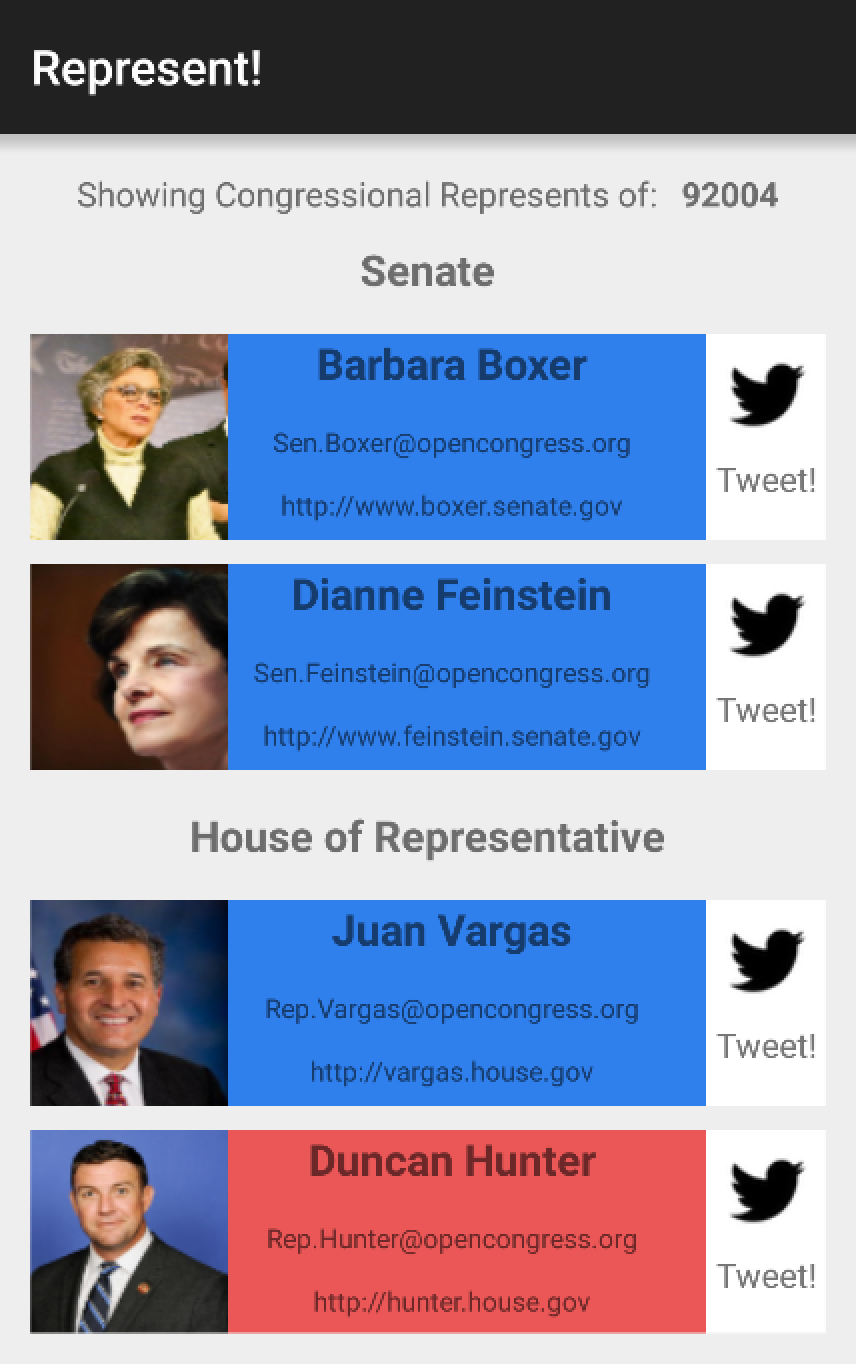 Represent!
Showing Congressional Represents of: 92004
Senate
Barbara Boxer
Sen.Boxer@opencongress.org
http://www.boxer.senate.gov
Tweet!
Dianne Feinstein
Sen.Feinstein@opencongress.org
http://www.feinstein.senate.gov
Tweet!
House of Representative
Juan Vargas
Rep.Vargas@opencongress.org
http://vargas.house.gov
Tweet!
Duncan Hunter
Rep.Hunter@opencongress.org
http://hunter.house.gov
Tweet!